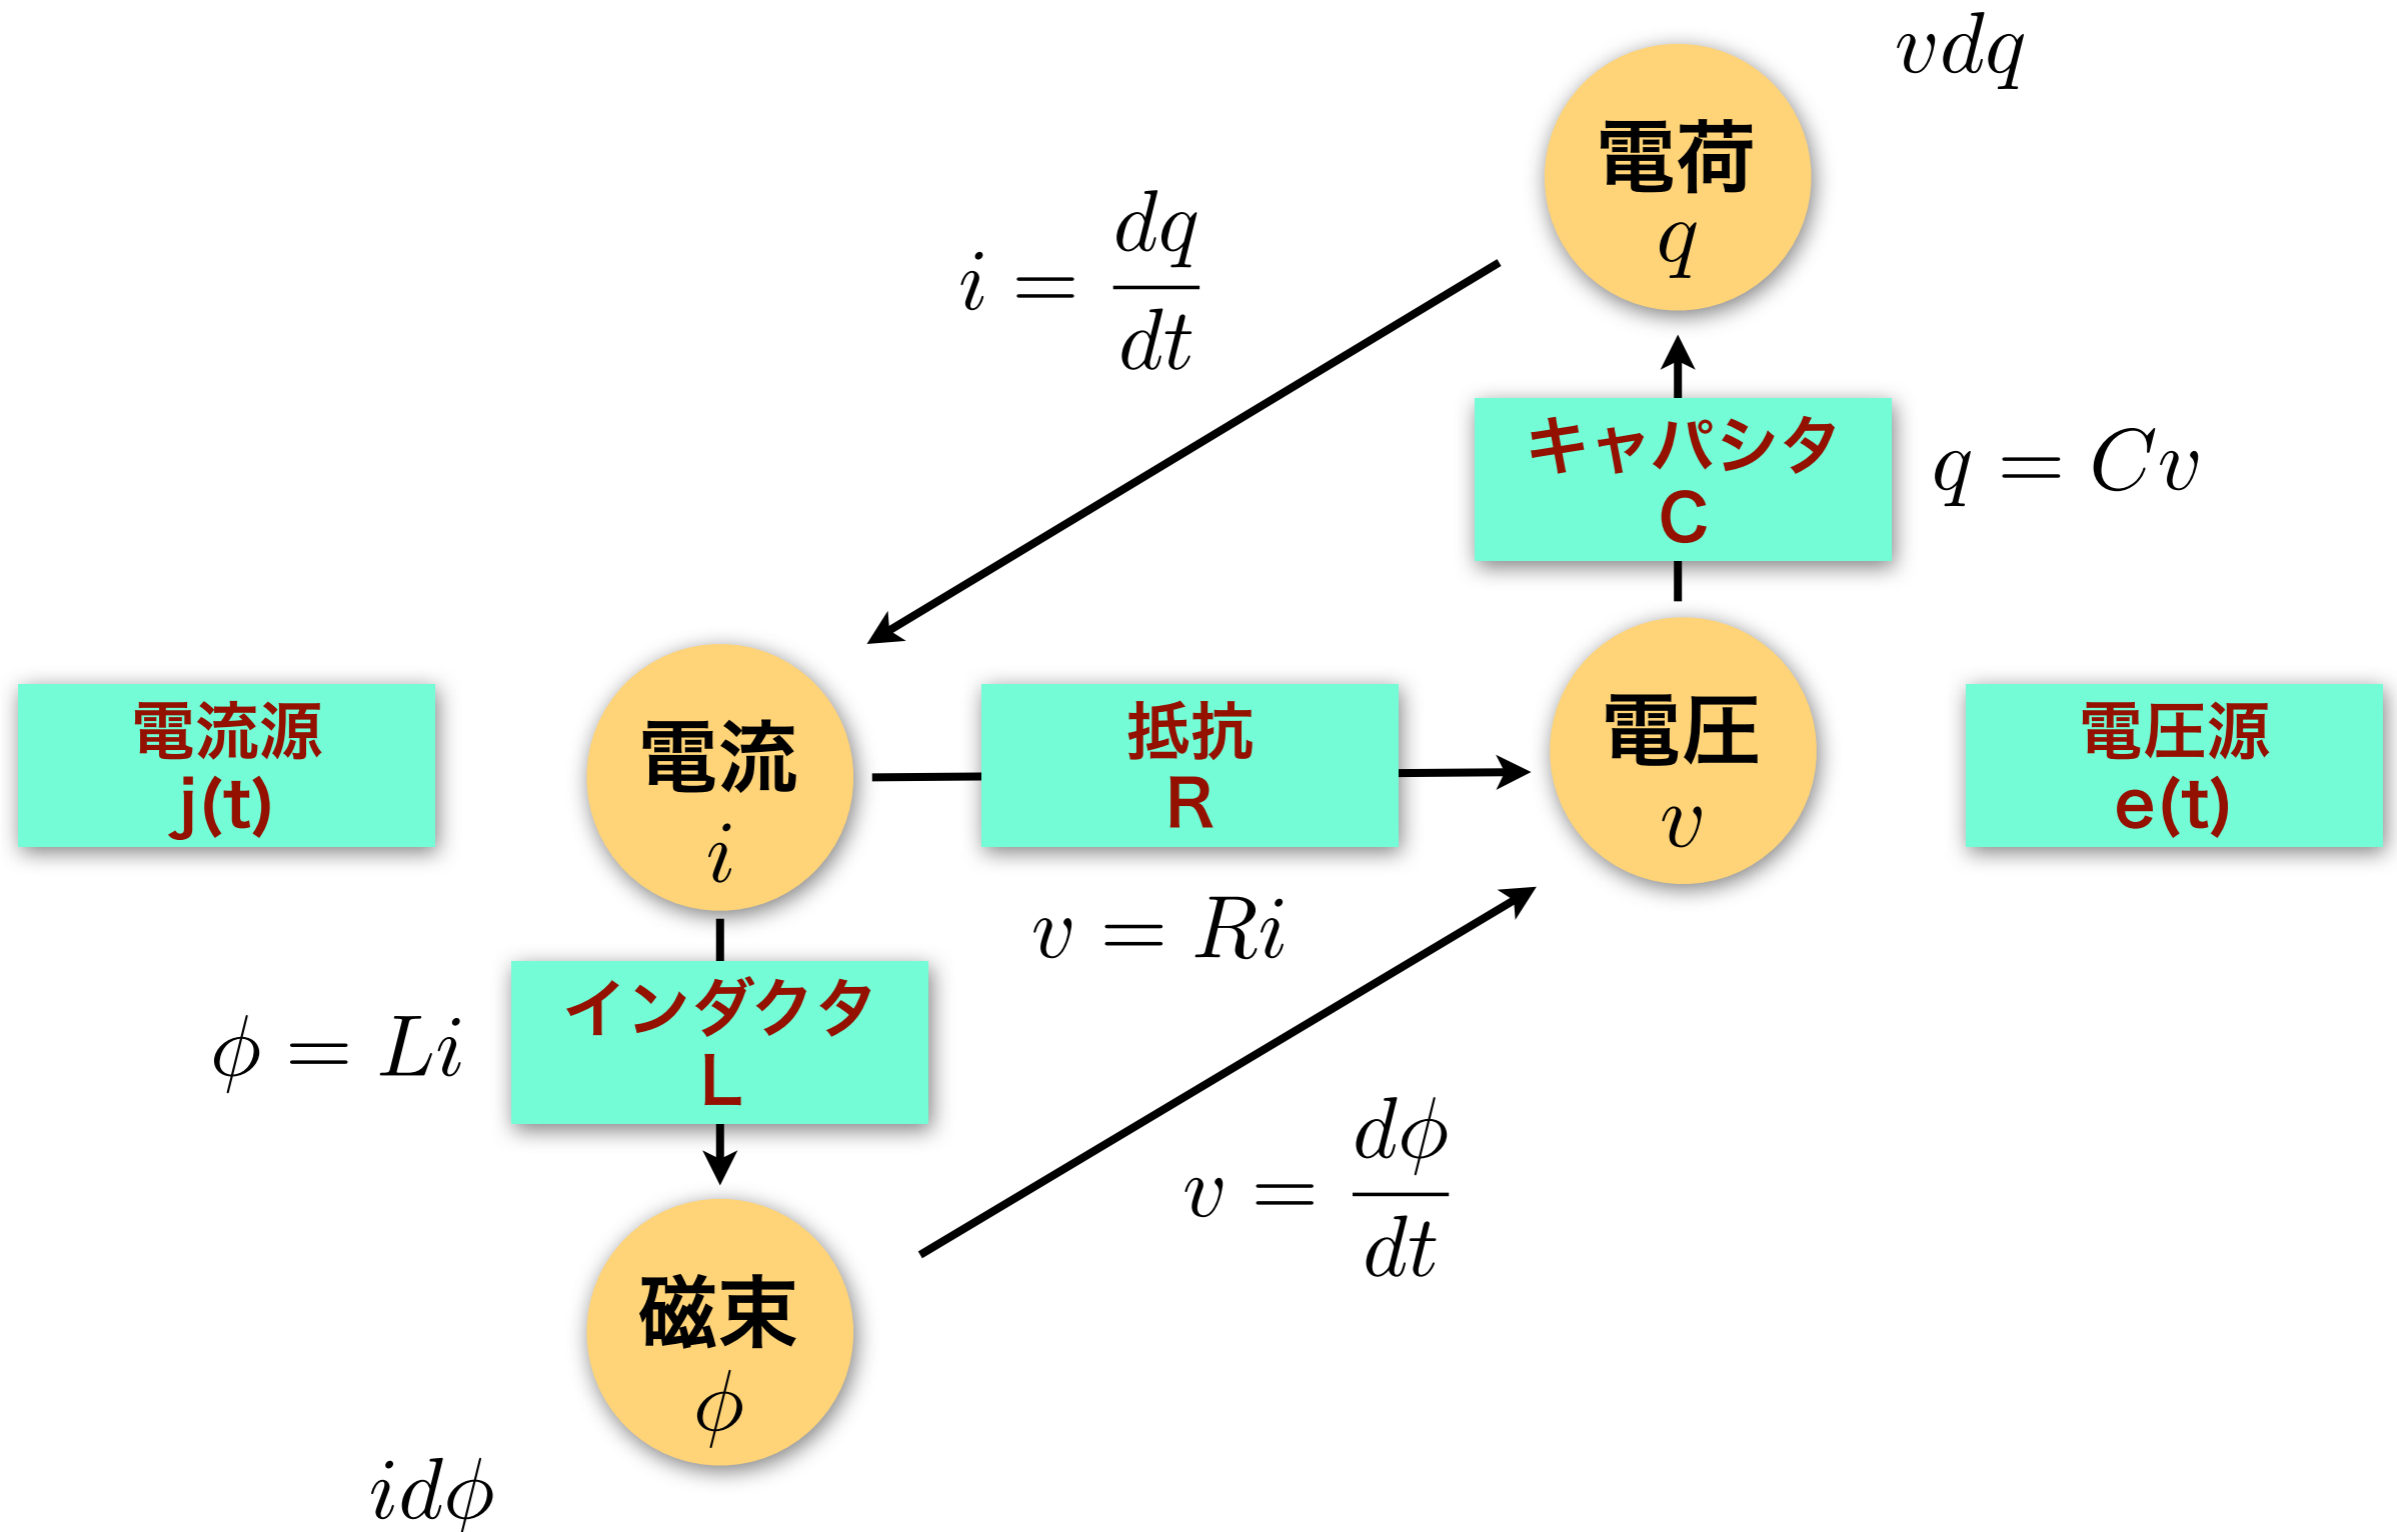 vdq
電荷
q
i = dq/dt
キャパシタ
C
q = Cv
電流源
j(t)
電流
i
抵抗
R
電圧
v
電圧源
e(t)
v = Ri
インダクタ
L
ϕ = Li
v = dϕ/dt
磁束
ϕ
idϕ